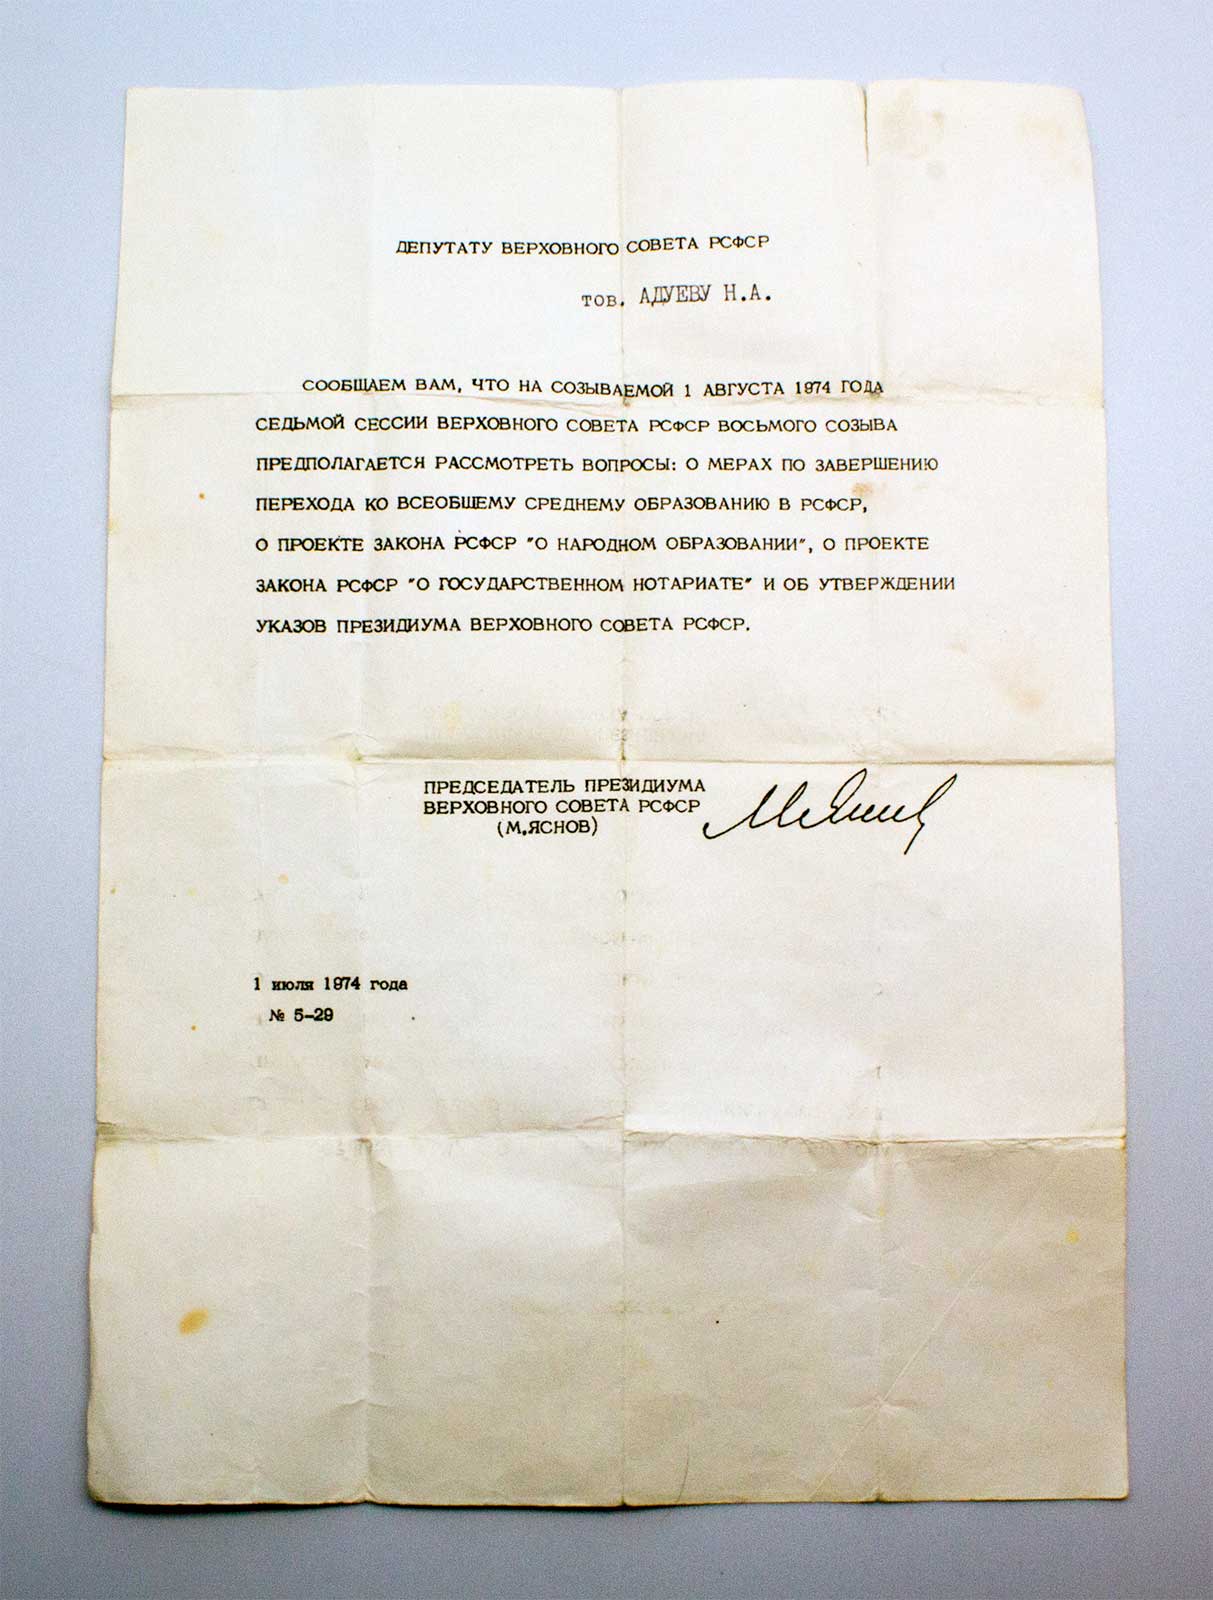 ДЕПУТАТУ ВЕРХОВНОГО СОВЕТА РСФСР
тов. АДУЕВУ Н.А.
СООБЩАЕМ ВАМ, ЧТО НА СОЗЫВАЕМОЙ 1 АВГУСТА 1974 ГОДА
СЕДЬМОЙ СЕССИИ ВЕРХОВНОГО СОВЕТА РСФСР ВОСЬМОГО СОЗЫВА
ПРЕДПОЛАГАЕТСЯ РАССМОТРЕТЬ ВОПРОСЫ: О МЕРАХ ПО ЗАВЕРШЕНИЮ
ПЕРЕХОДА КО ВСЕОБЩЕМУ СРЕДНЕМУ ОБРАЗОВАНИЮ В РСФСР,
О ПРОЕКТЕ ЗАКОНА РСФСР "О НАРОДНОМ ОБРАЗОВАНИИ", О ПРОЕКТЕ
ЗАКОНА РСФСР "О ГОСУДАРСТВЕННОМ НОТАРИАТЕ" И ОБ УТВЕРЖДЕНИИ
УКАЗОВ ПРЕЗИДИУМА ВЕРХОВНОГО СОВЕТА РСФСР.
ПРЕДСЕДАТЕЛЬ ПРЕЗИДИУМА
ВЕРХОВНОГО СОВЕТА РСФСР
(М.ЯСНОВ)
1 июля 1974 года
№ 5-29